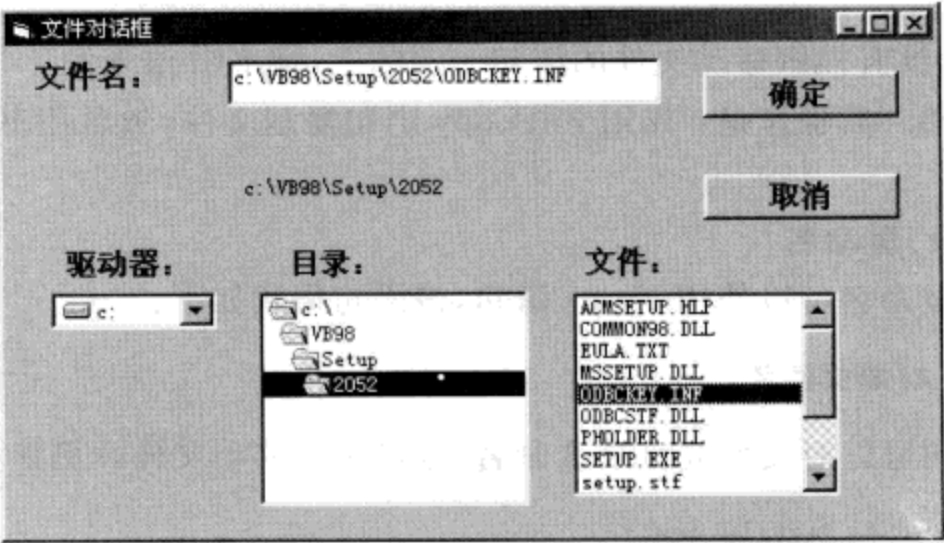 文件对话框
文件名：
c:\VB98\Setup\2052\ODBCKEY.INF
确定
c:\VB98\Setup\2052
取消
驱动器：
目录：
文件：
c:
c:\
VB98
Setup
2052
ACMSETUP.HLP
COMMON98.DLL
EULA.TXT
MSSETUP.DLL
ODBCKEY.INF
ODBCSTF.DLL
PHOLDER.DLL
SETUP.EXE
setup.stf